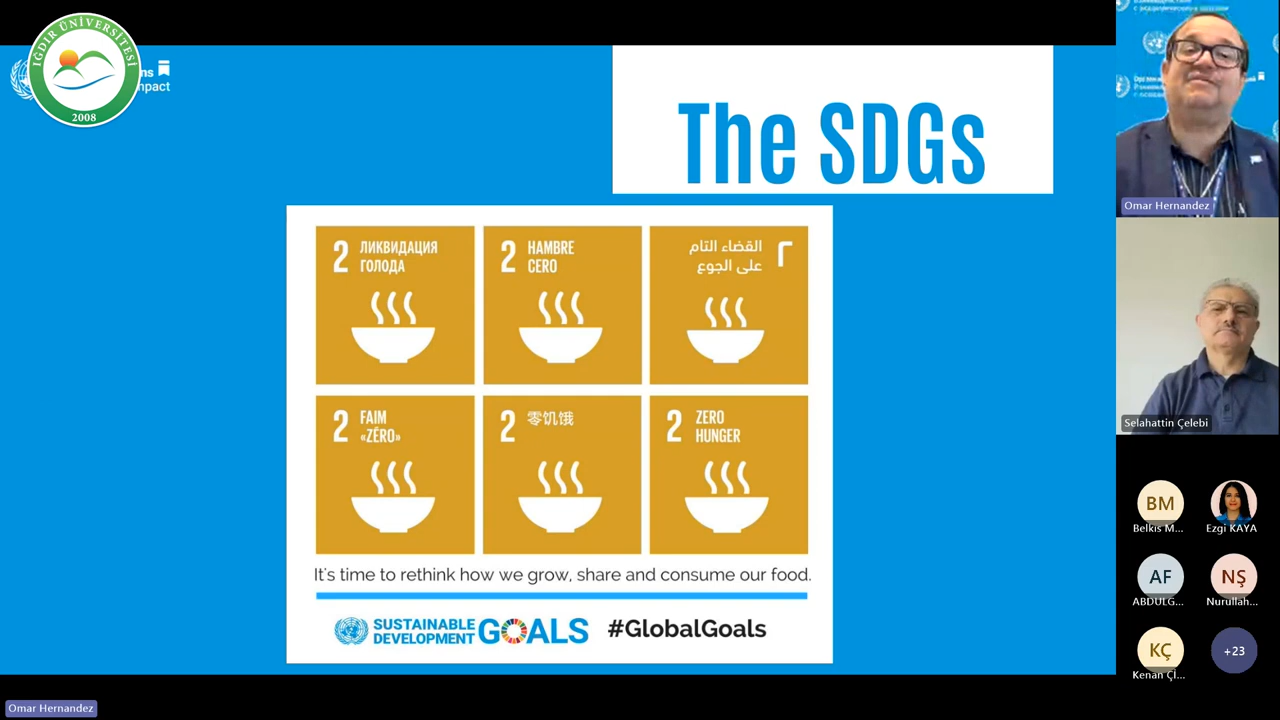 IĞDIR ÜNİVERSİTESİ
2008
The SDGs
2 ЛИКВИДАЦИЯ
ГОЛОДА
2 HAMBRE
CERO
٢ القضاء التام
على الجوع
2 FAIM
«ZÉRO»
2 零饥饿
2 ZERO
HUNGER
It's time to rethink how we grow, share and consume our food.
SUSTAINABLE
DEVELOPMENT GOALS
#GlobalGoals
Omar Hernandez
Selahattin Çelebi
BM
Belkis M...
Ezgi KAYA
AF
ABDULG...
NŞ
Nurullah...
KÇ
Kenan Çİ...
+23
Omar Hernandez